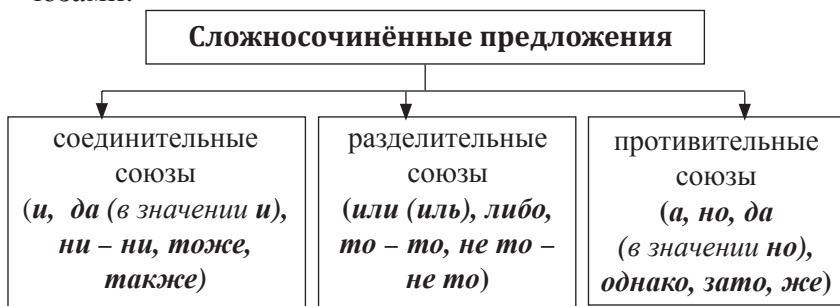 юзами.
Сложносочинённые предложения
соединительные
союзы
(и, да (в значении и),
ни – ни, тоже,
также)
разделительные
союзы
(или (иль), либо,
то – то, не то –
не то)
противительные
союзы
(а, но, да
(в значении но),
однако, зато, же)